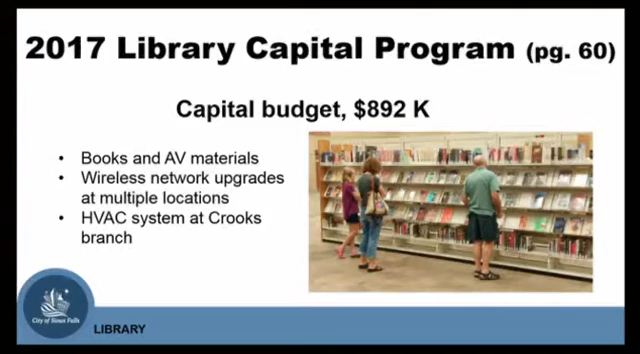 2017 Library Capital Program (pg. 60)
Capital budget, $892 K
• Books and AV materials
• Wireless network upgrades
at multiple locations
• HVAC system at Crooks
branch
City of Sioux Falls
LIBRARY